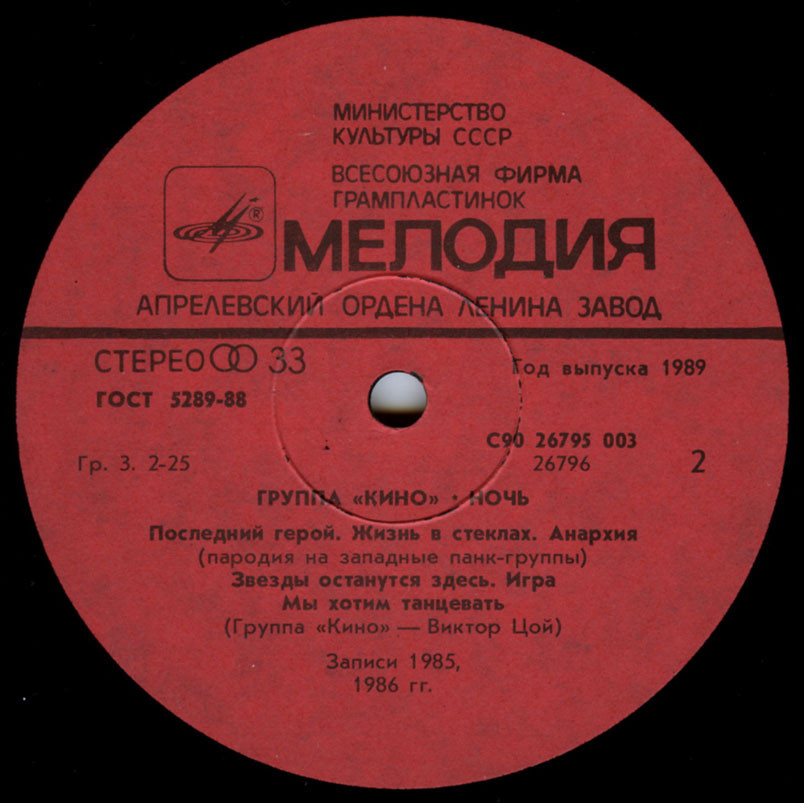 МИНИСТЕРСТВО
КУЛЬТУРЫ СССР
ВСЕСОЮЗНАЯ ФИРМА
ГРАМПЛАСТИНОК
®
МЕЛОДИЯ
АПРЕЛЕВСКИЙ ОРДЕНА ЛЕНИНА ЗАВОД
СТЕРЕО 33
Год выпуска 1989
ГОСТ 5289-88
С90 26795 003
Гр. 3. 2-25
26796
2
ГРУППА «КИНО» · НОЧЬ
Последний герой. Жизнь в стеклах. Анархия
(пародия на западные панк-группы)
Звезды останутся здесь. Игра
Мы хотим танцевать
(Группа «Кино» — Виктор Цой)
Записи 1985,
1986 гг.